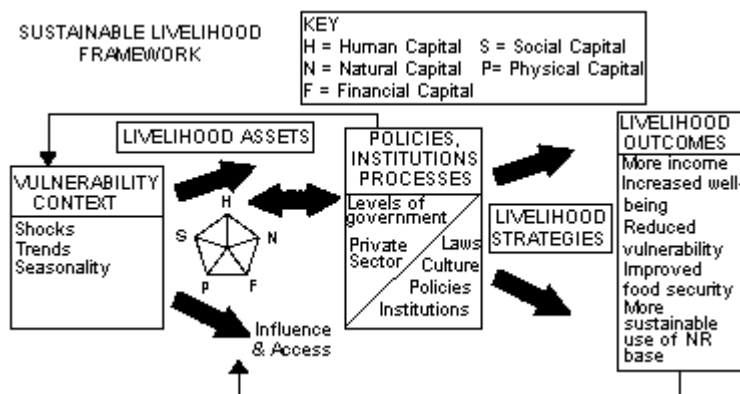 SUSTAINABLE LIVELIHOOD
FRAMEWORK
KEY
H = Human Capital S = Social Capital
N = Natural Capital P= Physical Capital
F = Financial Capital
LIVELIHOOD ASSETS
VULNERABILITY
CONTEXT
Shocks
Trends
Seasonality
H
S
N
P
F
Influence
& Access
POLICIES,
INSTITUTIONS
PROCESSES
Levels of
government
Private
Sector
Laws
Culture
Policies
Institutions
LIVELIHOOD
STRATEGIES
LIVELIHOOD
OUTCOMES
More income
Increased well-
being
Reduced
vulnerability
Improved
food security
More
sustainable
use of NR
base